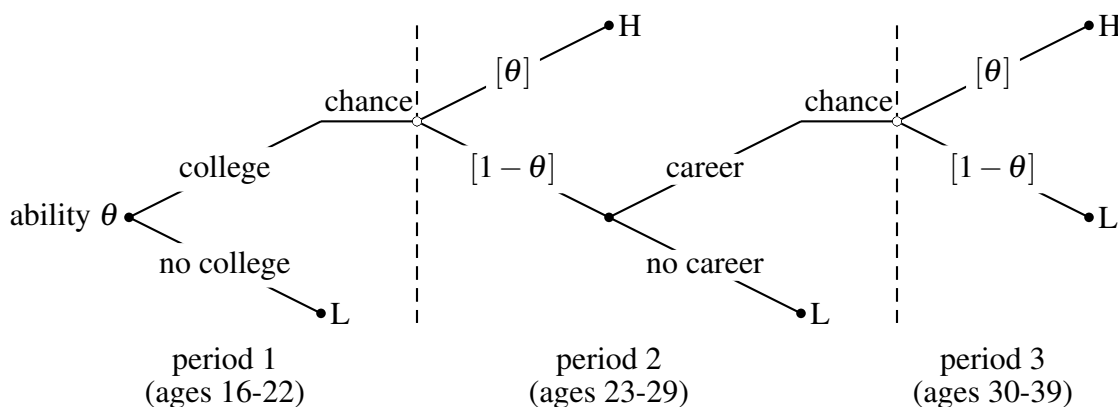 H
H
[θ]
[θ]
chance
chance
college
[1 − θ]
career
[1 − θ]
ability θ
L
no college
no career
L
L
period 1
(ages 16-22)
period 2
(ages 23-29)
period 3
(ages 30-39)